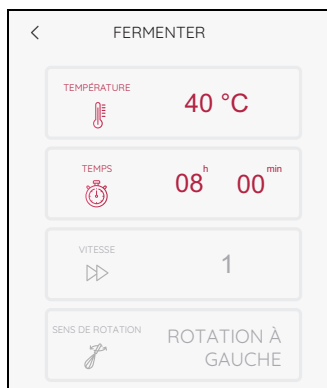 FERMENTER
TEMPÉRATURE
40 °C
TEMPS
08 h 00 min
VITESSE
1
SENS DE ROTATION
ROTATION À
GAUCHE